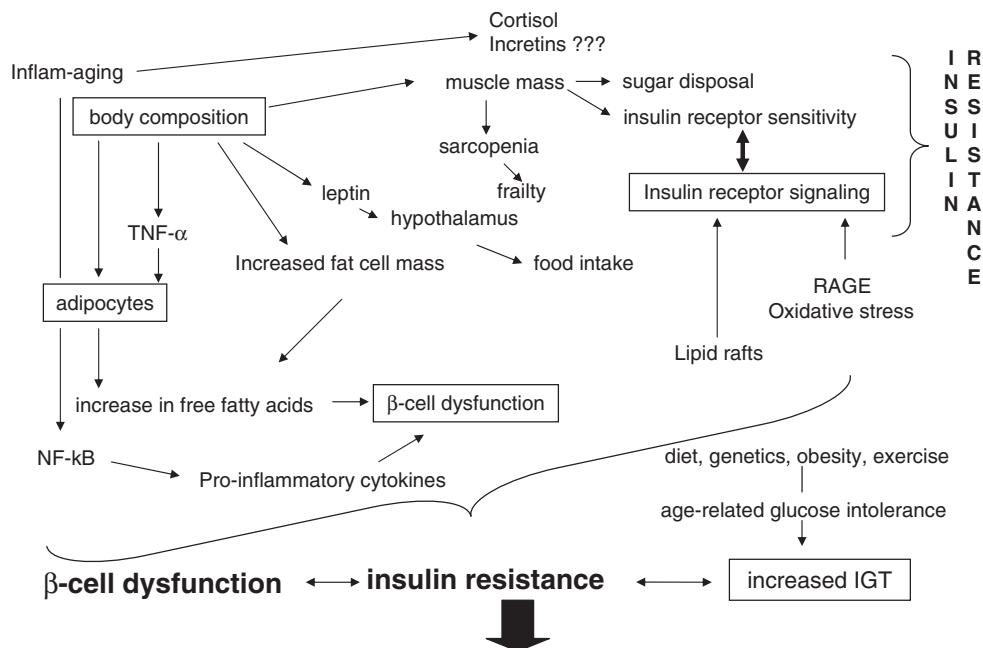 Cortisol
Incretins ???
Inflam-aging
muscle mass
sugar disposal
body composition
insulin receptor sensitivity
sarcopenia
leptin
frailty
Insulin receptor signaling
hypothalamus
TNF-α
Increased fat cell mass
food intake
adipocytes
RAGE
Oxidative stress
Lipid rafts
increase in free fatty acids
β-cell dysfunction
NF-kB
Pro-inflammatory cytokines
diet, genetics, obesity, exercise
age-related glucose intolerance
β-cell dysfunction
insulin resistance
increased IGT
INSULIN
RESISTANCE